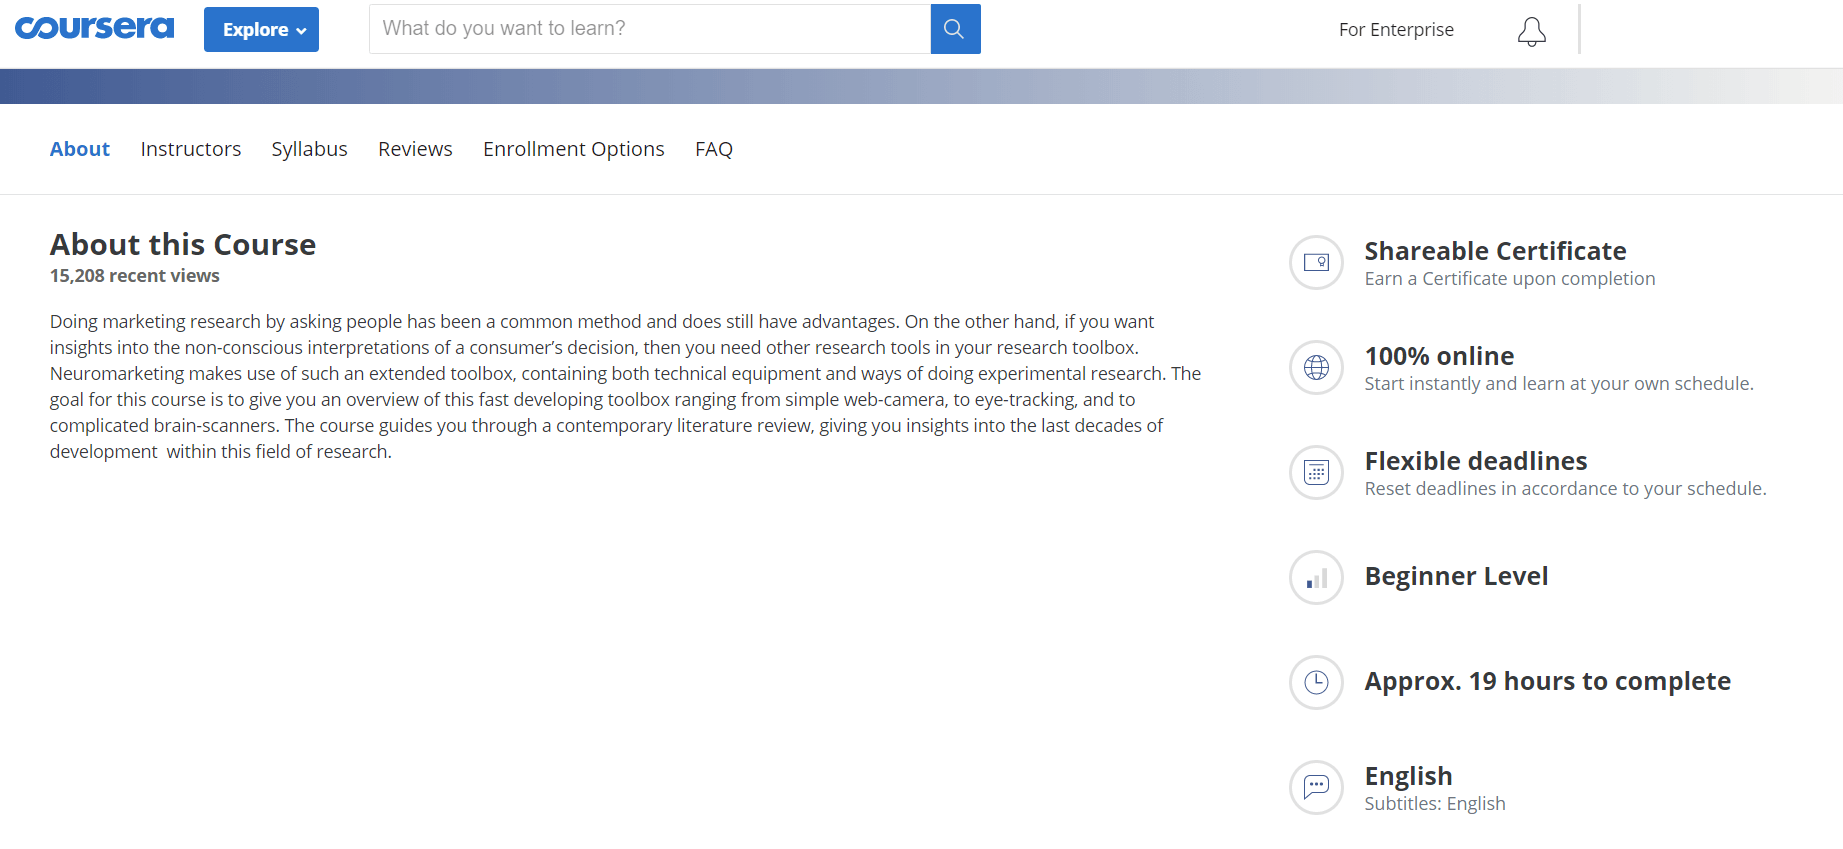 coursera
Explore
What do you want to learn?
For Enterprise
About
Instructors
Syllabus
Reviews
Enrollment Options
FAQ
About this Course
15,208 recent views
Doing marketing research by asking people has been a common method and does still have advantages. On the other hand, if you want
insights into the non-conscious interpretations of a consumer’s decision, then you need other research tools in your research toolbox.
Neuromarketing makes use of such an extended toolbox, containing both technical equipment and ways of doing experimental research. The
goal for this course is to give you an overview of this fast developing toolbox ranging from simple web-camera, to eye-tracking, and to
complicated brain-scanners. The course guides you through a contemporary literature review, giving you insights into the last decades of
development  within this field of research.
Shareable Certificate
Earn a Certificate upon completion
100% online
Start instantly and learn at your own schedule.
Flexible deadlines
Reset deadlines in accordance to your schedule.
Beginner Level
Approx. 19 hours to complete
English
Subtitles: English